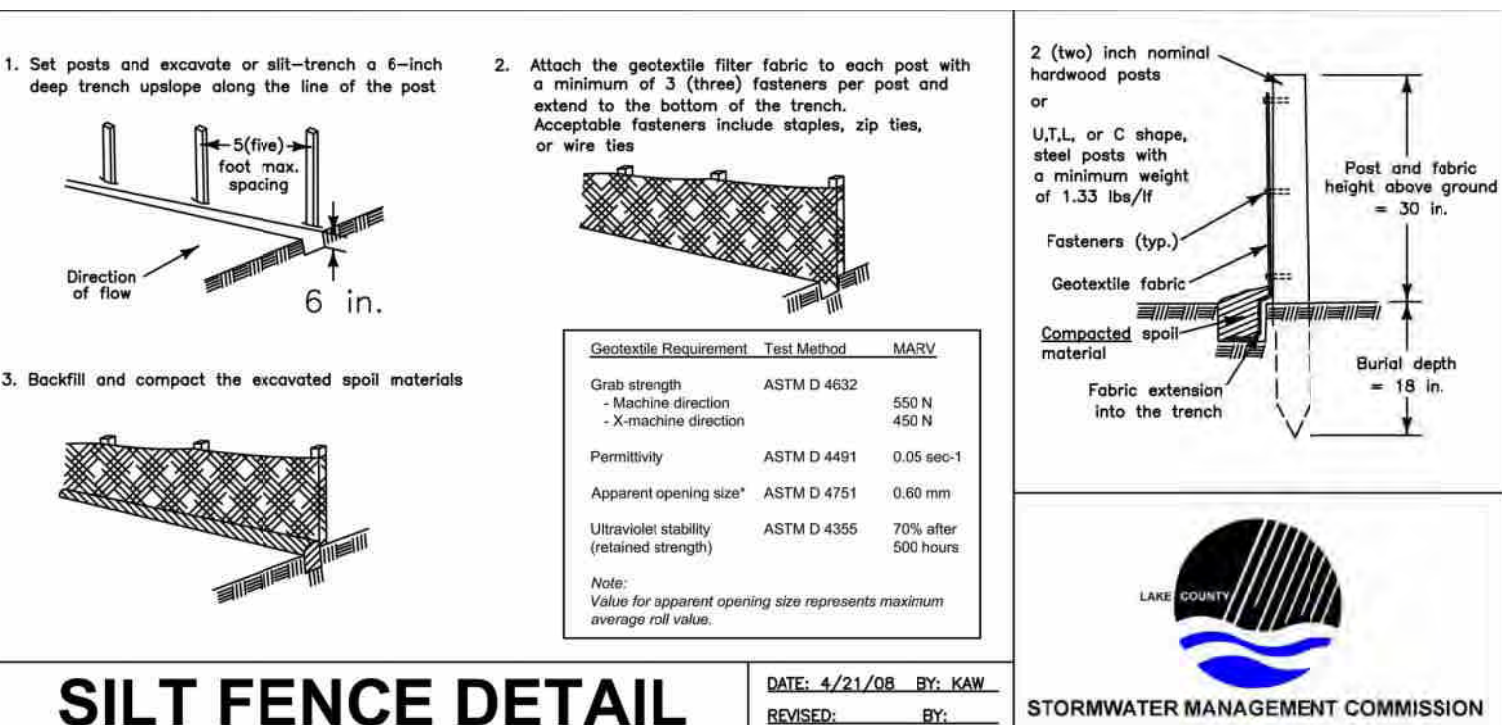 1. Set posts and excavate or slit-trench a 6-inch
deep trench upslope along the line of the post
5(five)
foot max.
spacing
Direction
of flow
6 in.
2. Attach the geotextile filter fabric to each post with
a minimum of 3 (three) fasteners per post and
extend to the bottom of the trench.
Acceptable fasteners include staples, zip ties,
or wire ties
3. Backfill and compact the excavated spoil materials
Geotextile Requirement Test Method MARV
Grab strength ASTM D 4632
- Machine direction 550 N
- X-machine direction 450 N
Permittivity ASTM D 4491 0.05 sec-1
Apparent opening size* ASTM D 4751 0.60 mm
Ultraviolet stability ASTM D 4355 70% after
(retained strength) 500 hours
Note:
Value for apparent opening size represents maximum
average roll value.
2 (two) inch nominal
hardwood posts
or
U,T,L, or C shape,
steel posts with
a minimum weight
of 1.33 lbs/lf
Fasteners (typ.)
Geotextile fabric
Compacted spoil
material
Fabric extension
into the trench
Post and fabric
height above ground
= 30 in.
Burial depth
= 18 in.
SILT FENCE DETAIL
DATE: 4/21/08 BY: KAW
REVISED: BY:
LAKE COUNTY
STORMWATER MANAGEMENT COMMISSION